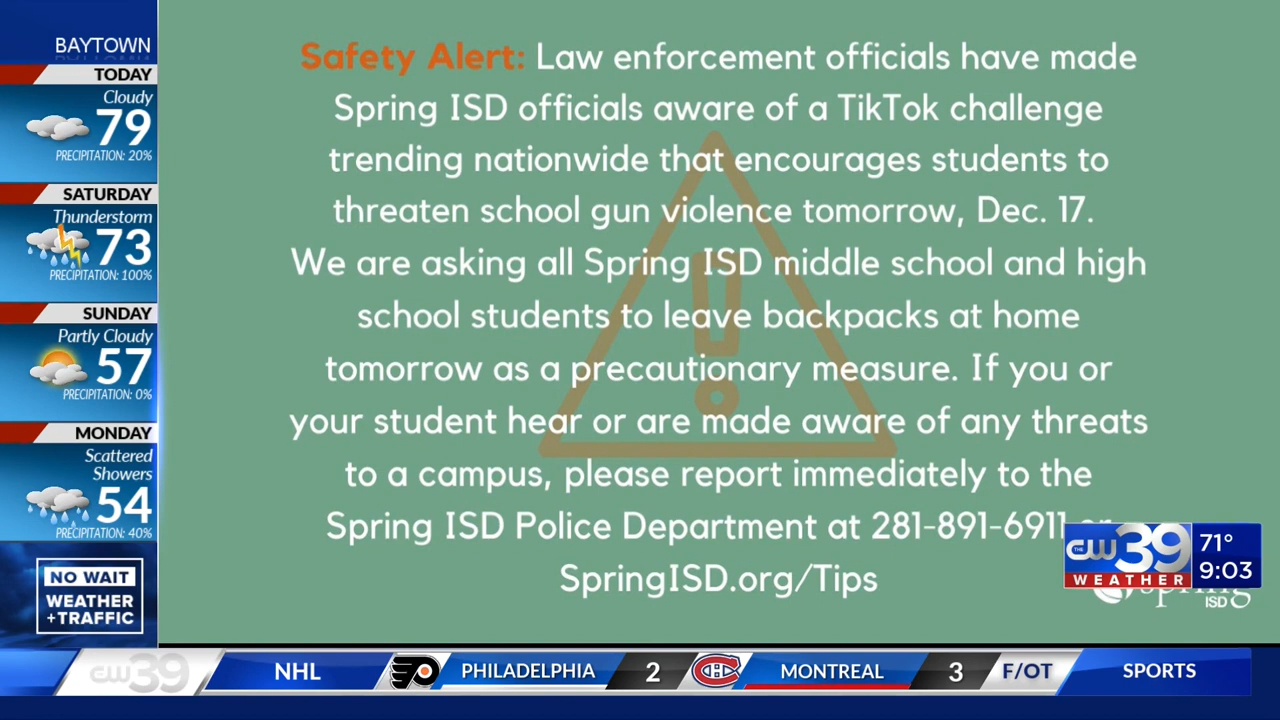 BAYTOWN
TODAY
Cloudy
79
PRECIPITATION: 20%
SATURDAY
Thunderstorm
73
PRECIPITATION: 100%
SUNDAY
Partly Cloudy
57
PRECIPITATION: 0%
MONDAY
Scattered
Showers
54
PRECIPITATION: 40%
NO WAIT
WEATHER
+TRAFFIC
Safety Alert: Law enforcement officials have made
Spring ISD officials aware of a TikTok challenge
trending nationwide that encourages students to
threaten school gun violence tomorrow, Dec. 17.
We are asking all Spring ISD middle school and high
school students to leave backpacks at home
tomorrow as a precautionary measure. If you or
your student hear or are made aware of any threats
to a campus, please report immediately to the
Spring ISD Police Department at 281-891-6911 or
SpringISD.org/Tips
THE CW 39
WEATHER
71°
9:03
spring
ISD
CW39
NHL PHILADELPHIA 2 MONTREAL 3 F/OT SPORTS